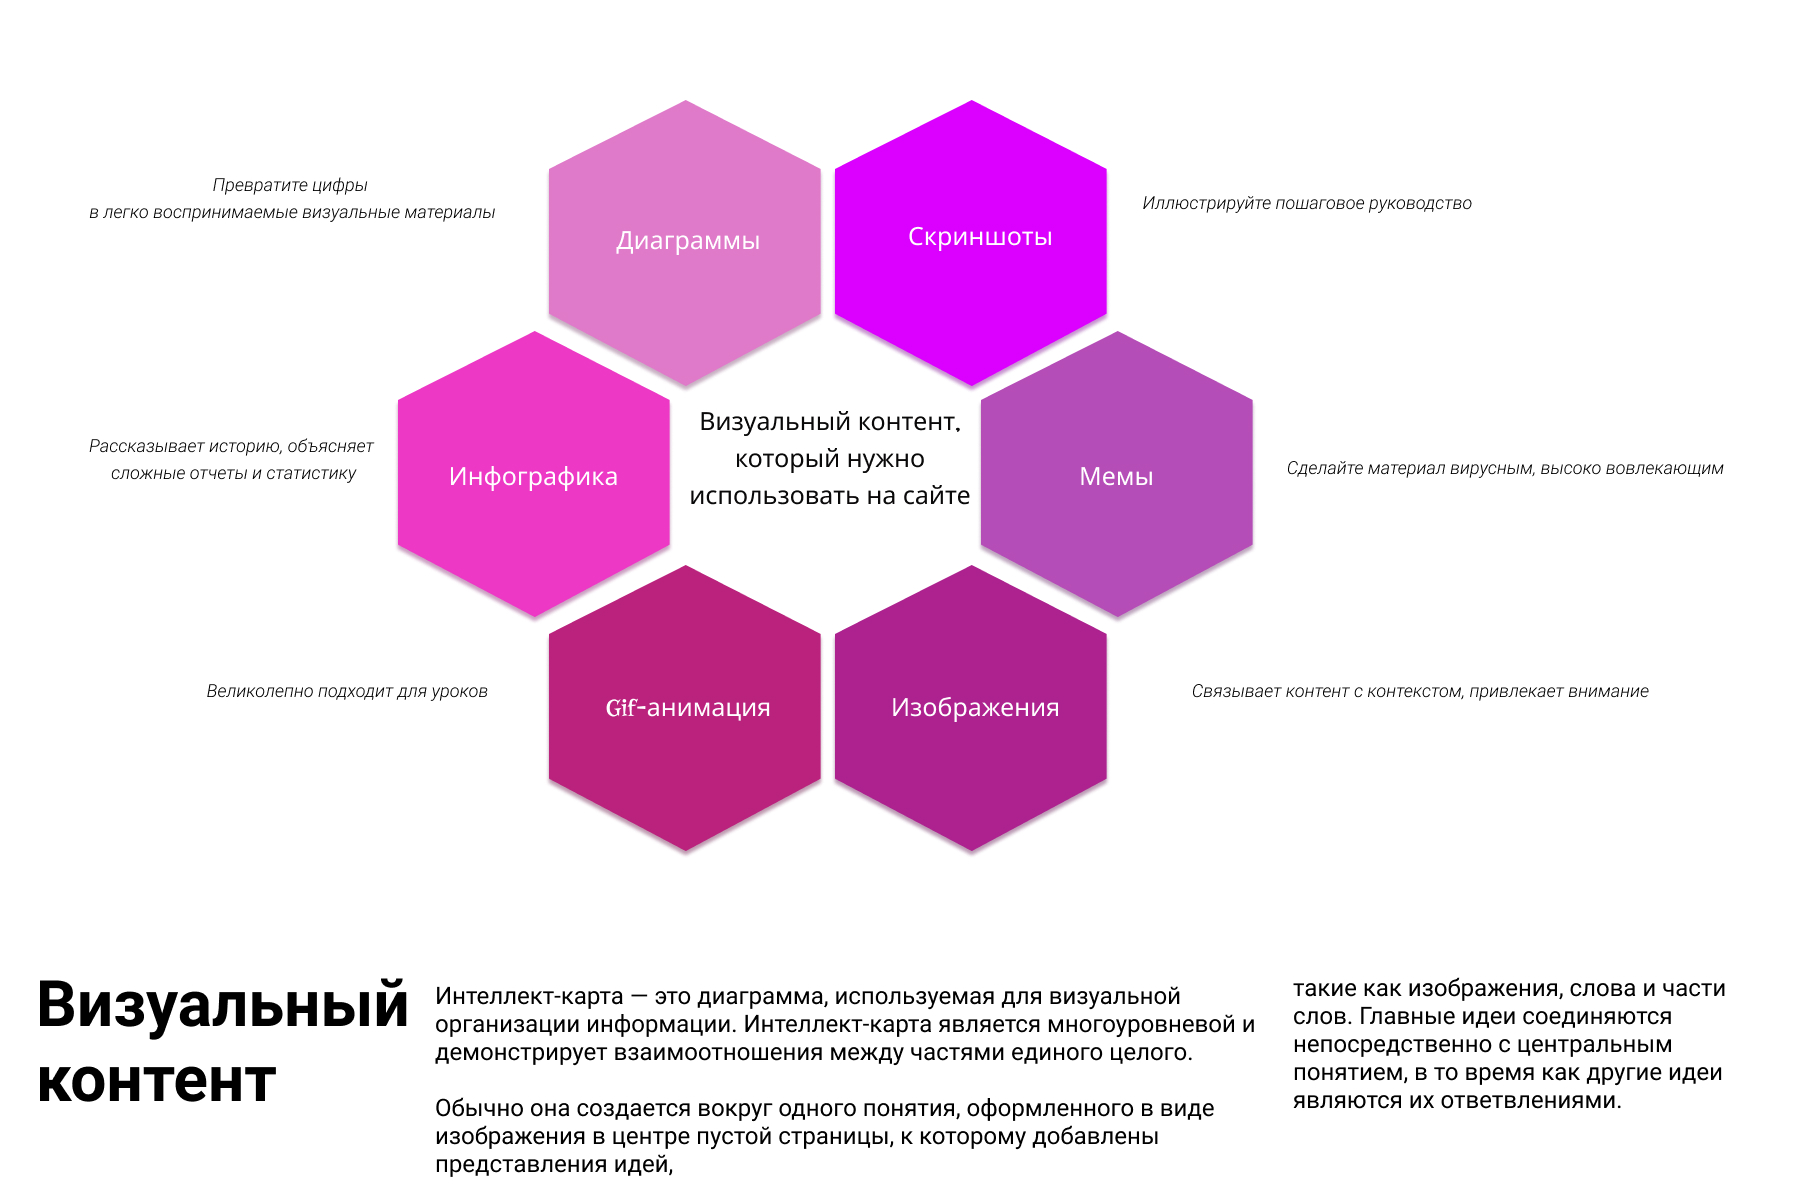 Превратите цифры
в легко воспринимаемые визуальные материалы
Диаграммы
Скриншоты
Иллюстрируйте пошаговое руководство
Рассказывает историю, объясняет
сложные отчеты и статистику
Инфографика
Визуальный контент,
который нужно
использовать на сайте
Мемы
Сделайте материал вирусным, высоко вовлекающим
Великолепно подходит для уроков
Gif-анимация
Изображения
Связывает контент с контекстом, привлекает внимание
Визуальный
контент
Интеллект-карта — это диаграмма, используемая для визуальной
организации информации. Интеллект-карта является многоуровневой и
демонстрирует взаимоотношения между частями единого целого.
Обычно она создается вокруг одного понятия, оформленного в виде
изображения в центре пустой страницы, к которому добавлены
представления идей,
такие как изображения, слова и части
слов. Главные идеи соединяются
непосредственно с центральным
понятием, в то время как другие идеи
являются их ответвлениями.